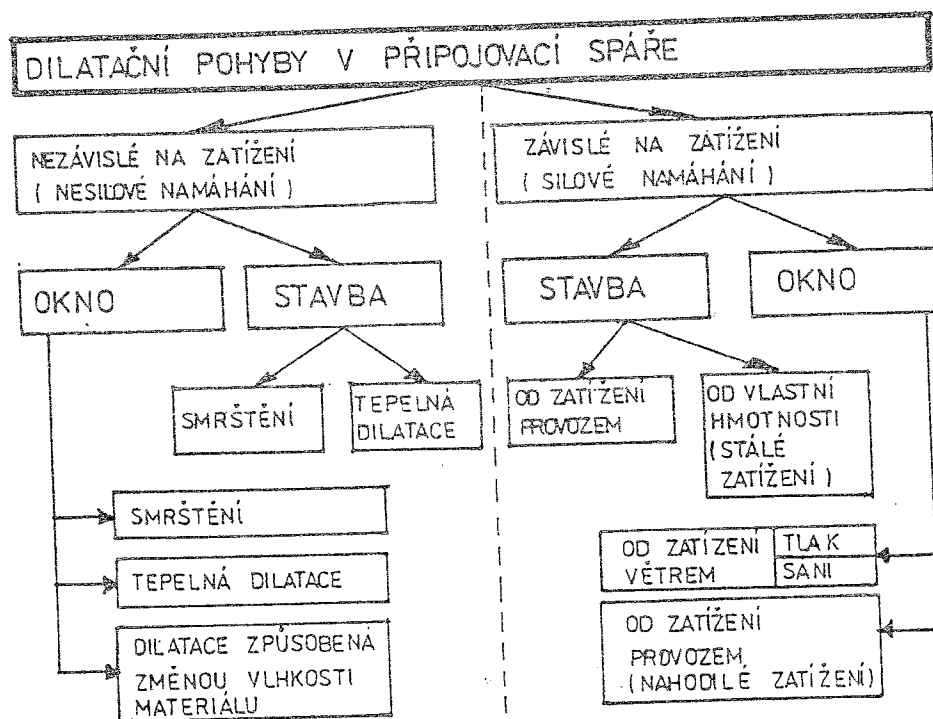 DILATAČNÍ POHYBY V PŘIPOJOVACÍ SPÁŘE
NEZÁVISLÉ NA ZATÍŽENÍ
( NESILOVÉ NAMÁHÁNÍ )
ZÁVISLÉ NA ZATÍŽENÍ
( SILOVÉ NAMÁHÁNÍ )
OKNO
STAVBA
STAVBA
OKNO
SMRŠTĚNÍ
TEPELNÁ
DILATACE
OD ZATÍŽENÍ
PROVOZEM
OD VLASTNÍ
HMOTNOSTI
( STÁLÉ
ZATÍŽENÍ )
SMRŠTĚNÍ
TEPELNÁ DILATACE
DILATACE ZPŮSOBENÁ
ZMĚNOU VLHKOSTI
MATERIÁLU
OD ZATÍZENÍ
VĚTREM
TLAK
SANI
OD ZATÍŽENÍ
PROVOZEM
(NAHODILÉ ZATÍŽENÍ)